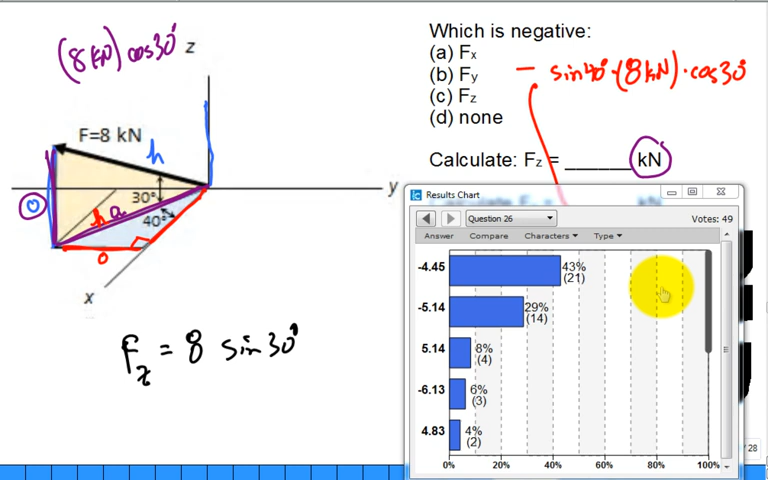 (8 kN) cos30°
z
Which is negative:
(a) Fx
(b) Fy
(c) Fz
(d) none
- sin40°·(8 kN)·cos30°
F=8 kN
h
Calculate: Fz = ______ kN
y
o
30°
h a
40°
o
x
Fz = 8 sin30°
Results Chart
Question 26
Votes: 49
Answer Compare Characters Type
-4.45 43% (21)
-5.14 29% (14)
5.14 8% (4)
-6.13 6% (3)
4.83 4% (2)
0% 20% 40% 60% 80% 100%
/ 28